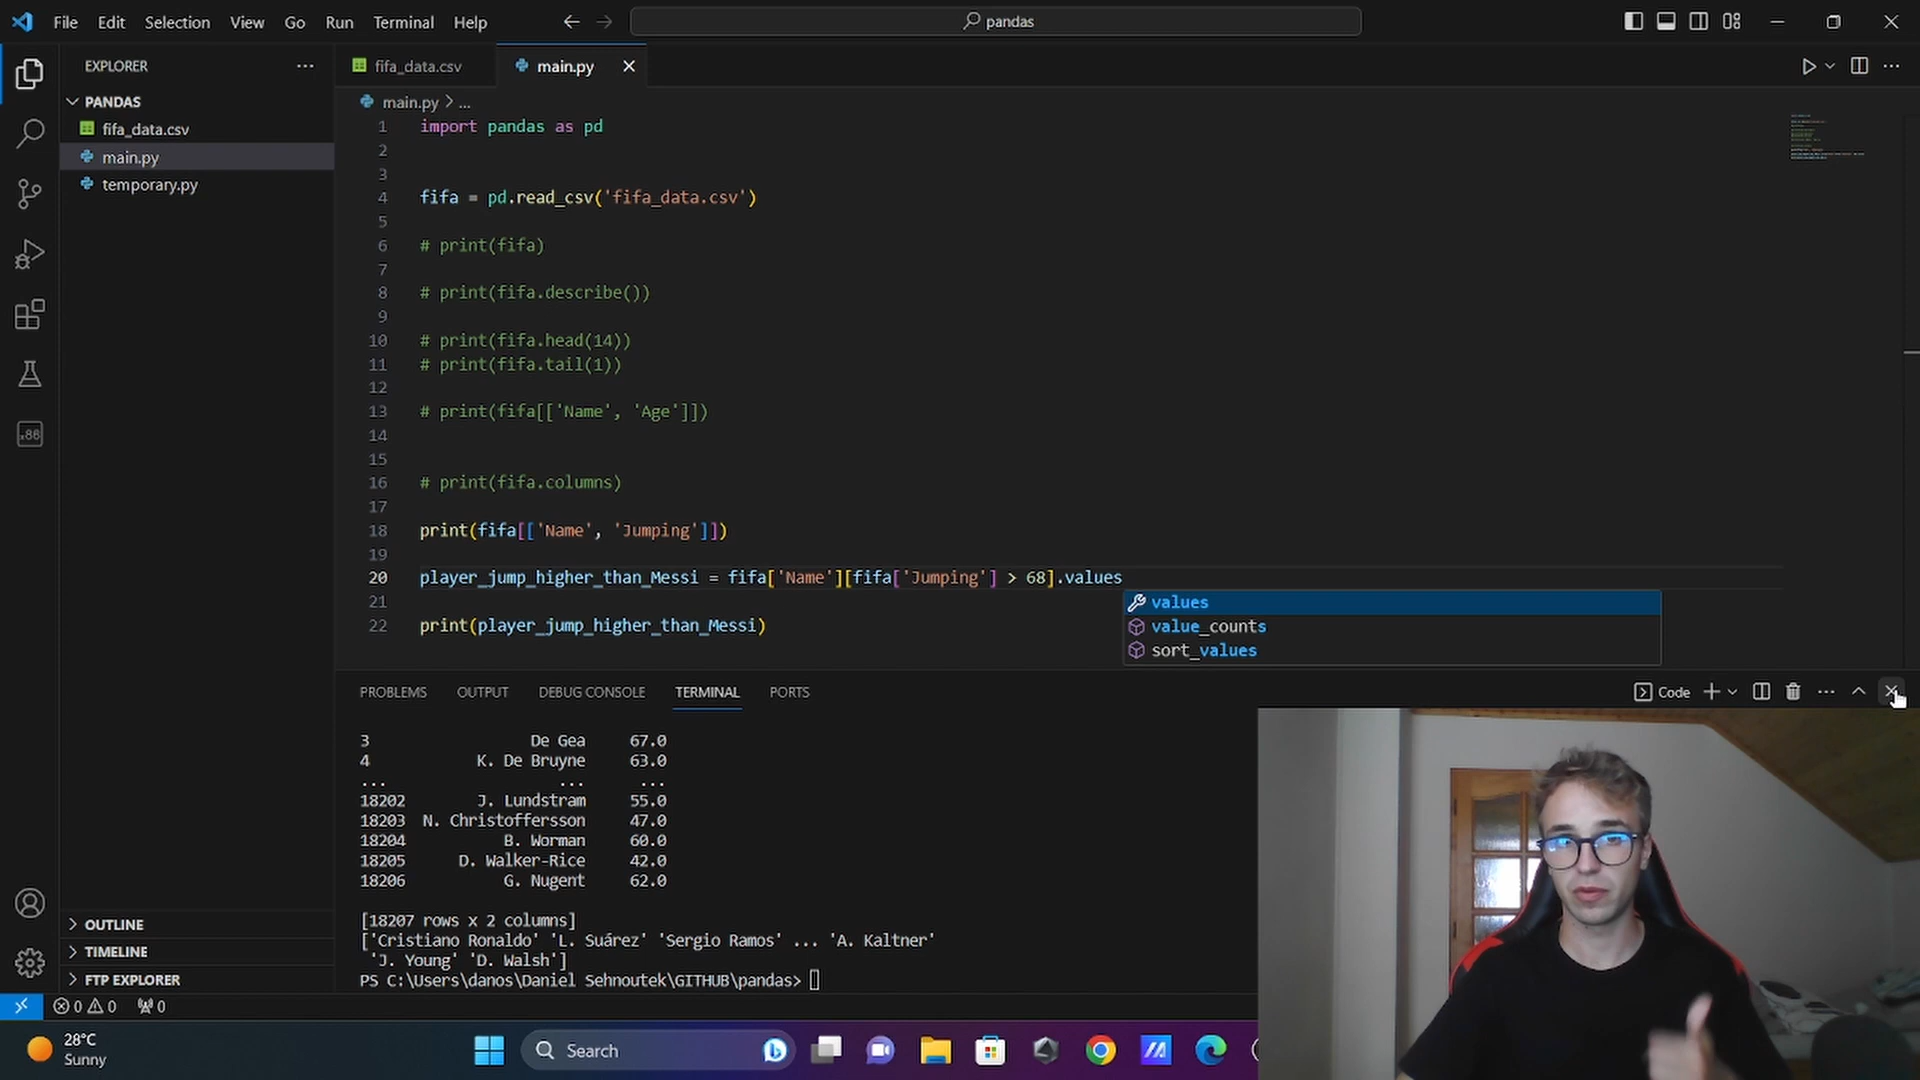 File Edit Selection View Go Run Terminal Help
pandas
EXPLORER
PANDAS
fifa_data.csv
main.py
temporary.py
OUTLINE
TIMELINE
FTP EXPLORER
fifa_data.csv main.py
main.py > ...
1 import pandas as pd
2
3
4 fifa = pd.read_csv('fifa_data.csv')
5
6 # print(fifa)
7
8 # print(fifa.describe())
9
10 # print(fifa.head(14))
11 # print(fifa.tail(1))
12
13 # print(fifa[['Name', 'Age']])
14
15
16 # print(fifa.columns)
17
18 print(fifa[['Name', 'Jumping']])
19
20 player_jump_higher_than_Messi = fifa['Name'][fifa['Jumping'] > 68].values
21
22 print(player_jump_higher_than_Messi)
values
value_counts
sort_values
PROBLEMS OUTPUT DEBUG CONSOLE TERMINAL PORTS
Code
3 De Gea 67.0
4 K. De Bruyne 63.0
... ... ...
18202 J. Lundstram 55.0
18203 N. Christoffersson 47.0
18204 B. Worman 60.0
18205 D. Walker-Rice 42.0
18206 G. Nugent 62.0
[18207 rows x 2 columns]
['Cristiano Ronaldo' 'L. Suárez' 'Sergio Ramos' ... 'A. Kaltner'
'J. Young' 'D. Walsh']
PS C:\Users\danos\Daniel Sehnoutek\GITHUB\pandas>
0 0 0
28°C
Sunny
Search